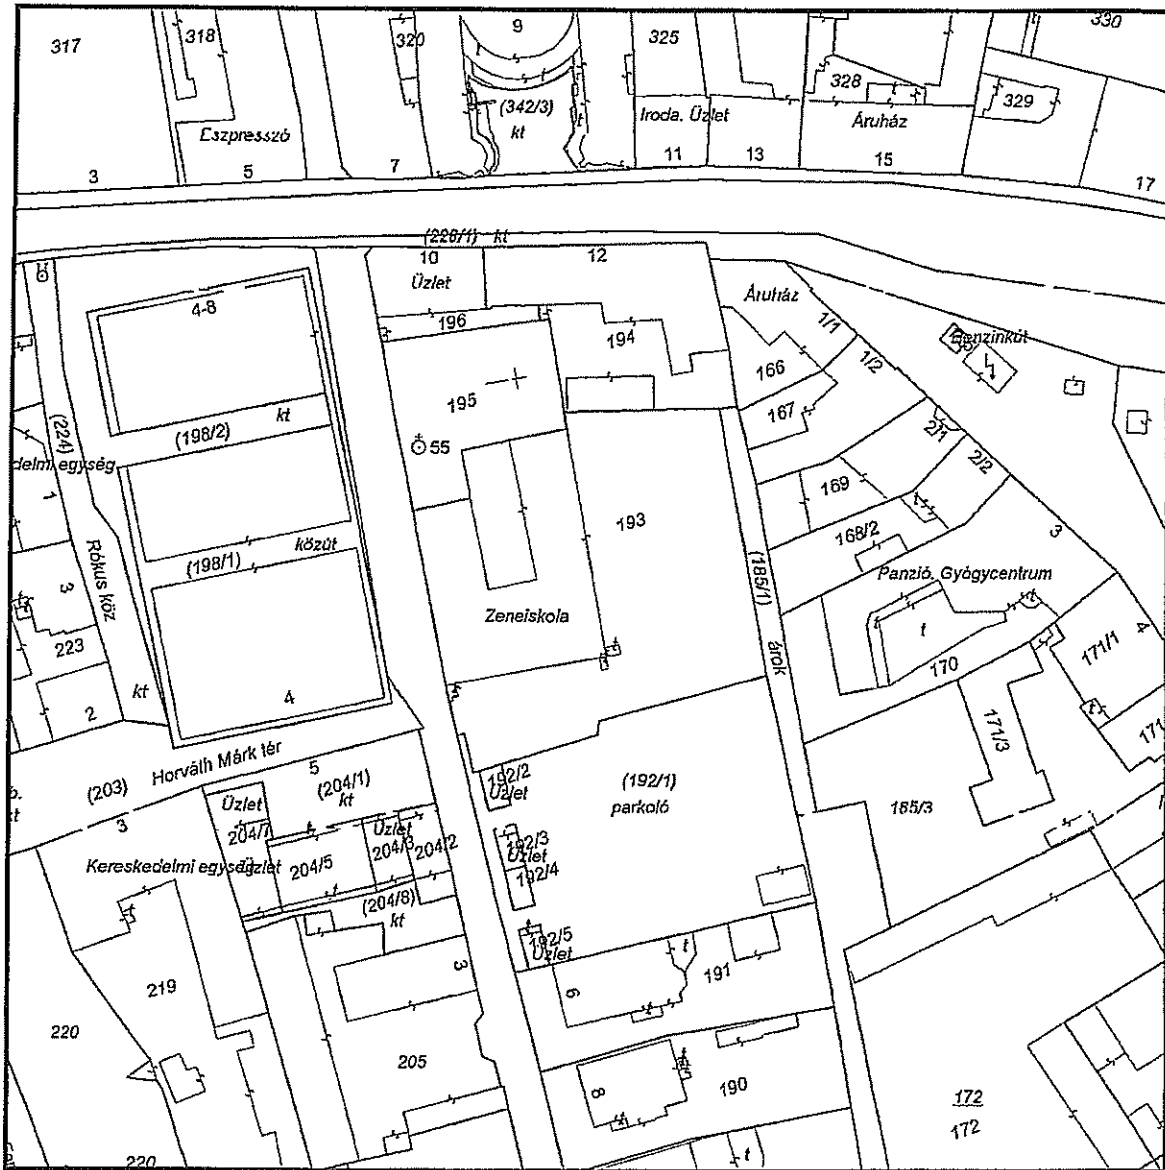 317
318
320
9
325
330
328
329
(342/3)
kt
t
t
t
Eszpresszó
Iroda. Üzlet
Áruház
3
5
7
11
13
15
17
(226/1) kt
10
12
Üzlet
Áruház
4-8
196
194
1/1
1/2
Benzinkút
166
195
167
kt
(198/2)
(224)
delmi egység
55
2/1
2/2
1
169
193
168/2
3
közút
(198/1)
Rókus köz
(185/1)
Panzió. Gyógycentrum
3
t
t
t
Zeneiskola
223
171/1
4
árok
170
kt
4
2
t
171/3
171
Horváth Márk tér
5
(203)
(204/1)
kt
192/2
Üzlet
(192/1)
parkoló
185/3
kt
3
Üzlet
t
Üzlet
204/3
204/2
192/3
Üzlet
192/4
Kereskedelmi egység
Üzlet
204/5
t
(204/8)
kt
192/5
Üzlet
t
3
191
6
219
220
205
8
190
172
172
220
t